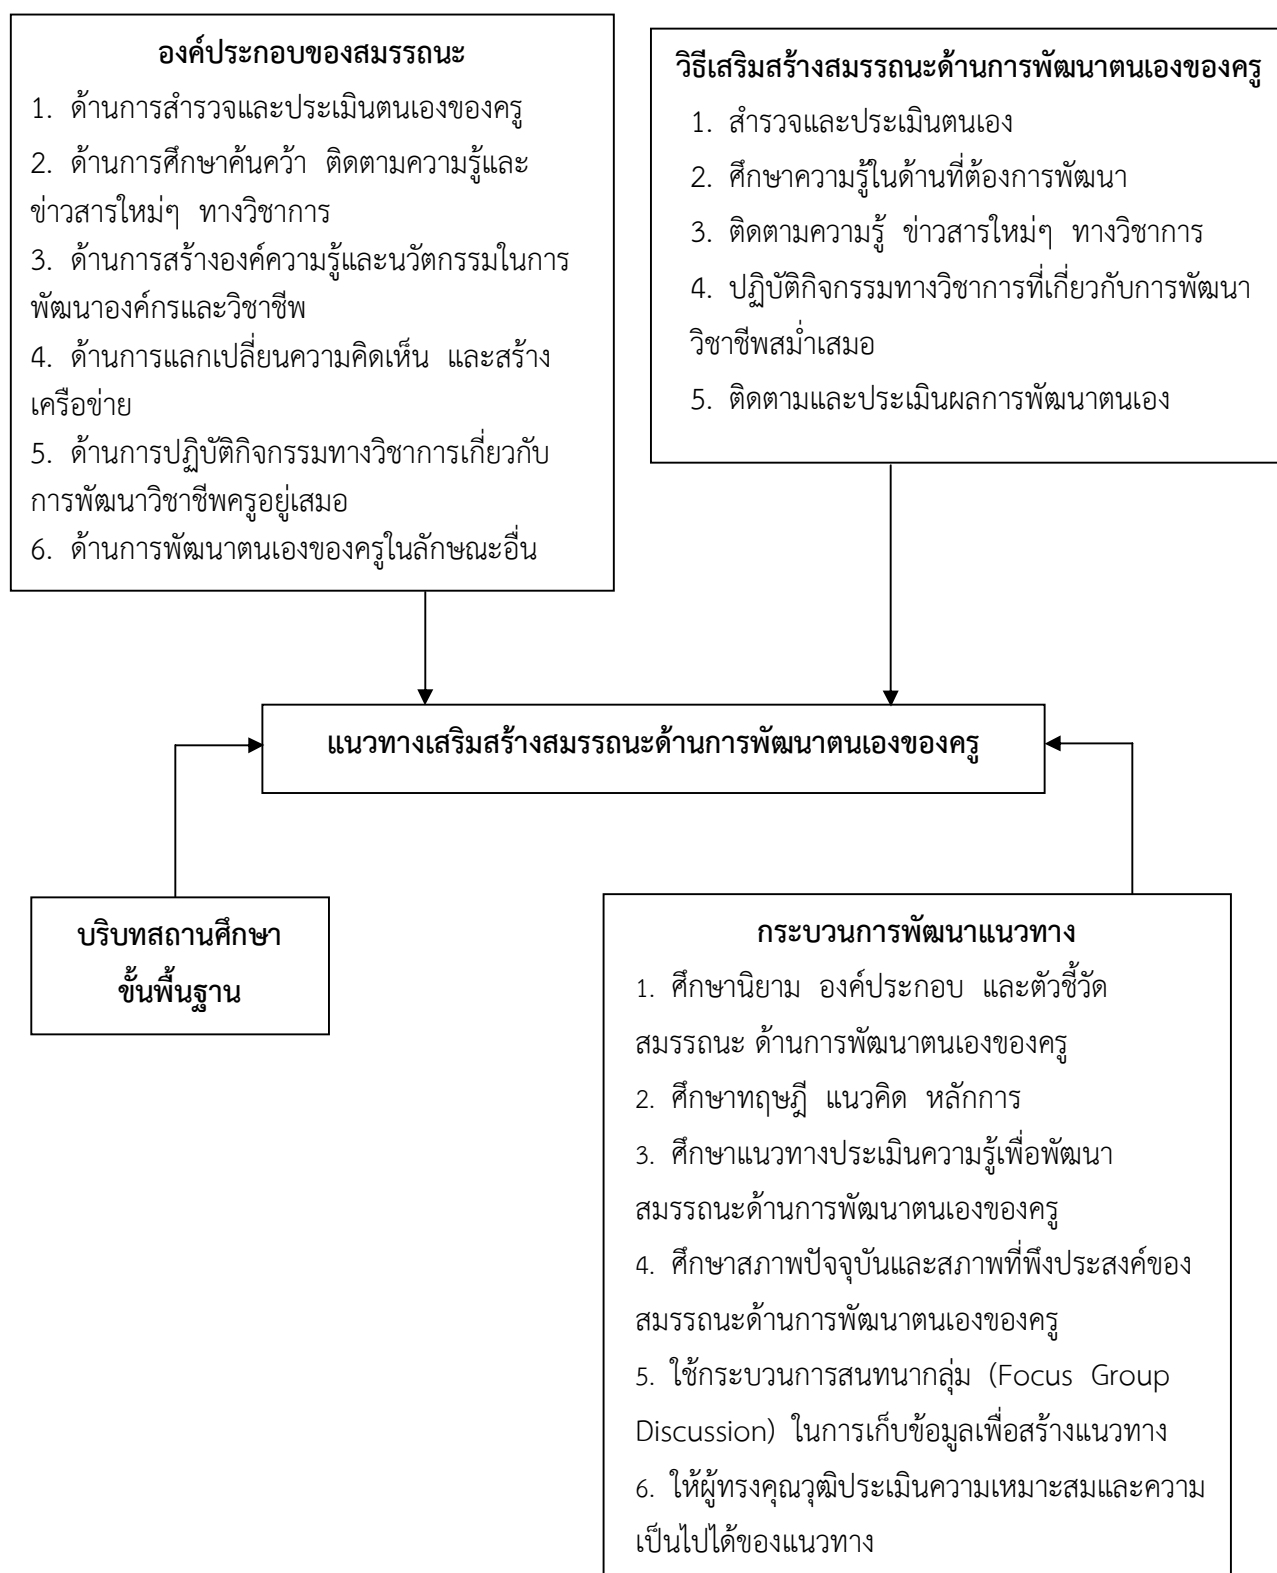 องค์ประกอบของสมรรถนะ
1. ด้านการสำรวจและประเมินตนเองของครู
2. ด้านการศึกษาค้นคว้า ติดตามความรู้และ
ข่าวสารใหม่ๆ ทางวิชาการ
3. ด้านการสร้างองค์ความรู้และนวัตกรรมในการ
พัฒนาองค์กรและวิชาชีพ
4. ด้านการแลกเปลี่ยนความคิดเห็น และสร้าง
เครือข่าย
5. ด้านการปฏิบัติกิจกรรมทางวิชาการเกี่ยวกับ
การพัฒนาวิชาชีพครูอยู่เสมอ
6. ด้านการพัฒนาตนเองของครูในลักษณะอื่น
วิธีเสริมสร้างสมรรถนะด้านการพัฒนาตนเองของครู
1. สำรวจและประเมินตนเอง
2. ศึกษาความรู้ในด้านที่ต้องการพัฒนา
3. ติดตามความรู้ ข่าวสารใหม่ๆ ทางวิชาการ
4. ปฏิบัติกิจกรรมทางวิชาการที่เกี่ยวกับการพัฒนา
วิชาชีพสม่ำเสมอ
5. ติดตามและประเมินผลการพัฒนาตนเอง
แนวทางเสริมสร้างสมรรถนะด้านการพัฒนาตนเองของครู
บริบทสถานศึกษา
ขั้นพื้นฐาน
กระบวนการพัฒนาแนวทาง
1. ศึกษานิยาม องค์ประกอบ และตัวชี้วัด
สมรรถนะ ด้านการพัฒนาตนเองของครู
2. ศึกษาทฤษฎี แนวคิด หลักการ
3. ศึกษาแนวทางประเมินความรู้เพื่อพัฒนา
สมรรถนะด้านการพัฒนาตนเองของครู
4. ศึกษาสภาพปัจจุบันและสภาพที่พึงประสงค์ของ
สมรรถนะด้านการพัฒนาตนเองของครู
5. ใช้กระบวนการสนทนากลุ่ม (Focus Group
Discussion) ในการเก็บข้อมูลเพื่อสร้างแนวทาง
6. ให้ผู้ทรงคุณวุฒิประเมินความเหมาะสมและความ
เป็นไปได้ของแนวทาง